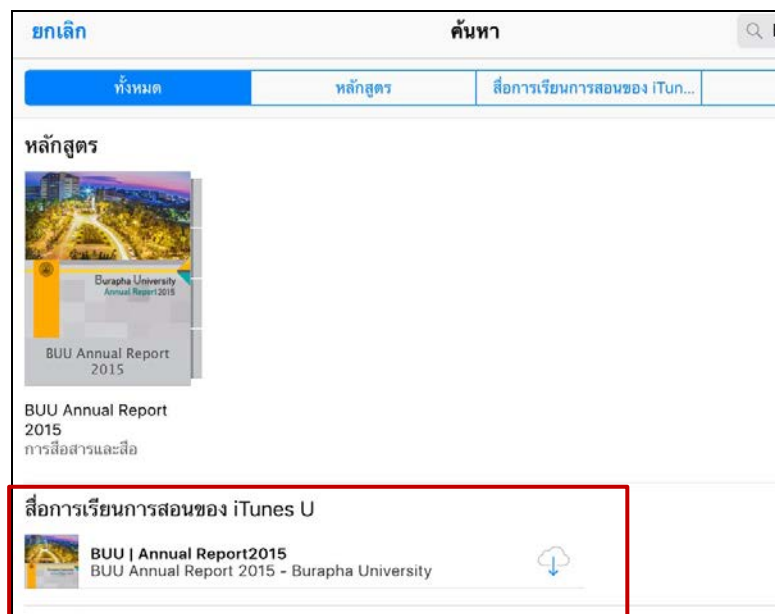 ยกเลิก ค้นหา
ทั้งหมด หลักสูตร สื่อการเรียนการสอนของ iTun...
หลักสูตร
Burapha University
Annual Report 2015
BUU Annual Report
2015
BUU Annual Report
2015
การสื่อสารและสื่อ
สื่อการเรียนการสอนของ iTunes U
BUU | Annual Report2015
BUU Annual Report 2015 - Burapha University